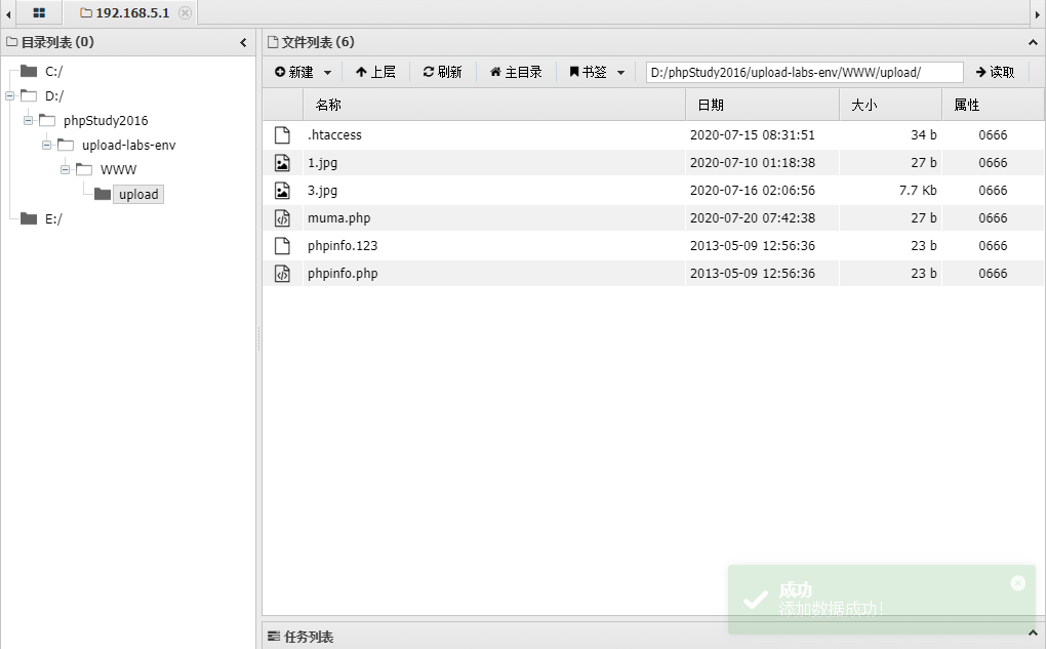 192.168.5.1
目录列表 (0)
文件列表 (6)
新建 上层 刷新 主目录 书签 D:/phpStudy2016/upload-labs-env/WWW/upload/ 读取
C:/
D:/
phpStudy2016
upload-labs-env
WWW
upload
E:/
名称 日期 大小 属性
.htaccess 2020-07-15 08:31:51 34 b 0666
1.jpg 2020-07-10 01:18:38 27 b 0666
3.jpg 2020-07-16 02:06:56 7.7 Kb 0666
muma.php 2020-07-20 07:42:38 27 b 0666
phpinfo.123 2013-05-09 12:56:36 23 b 0666
phpinfo.php 2013-05-09 12:56:36 23 b 0666
成功
添加数据成功!
任务列表